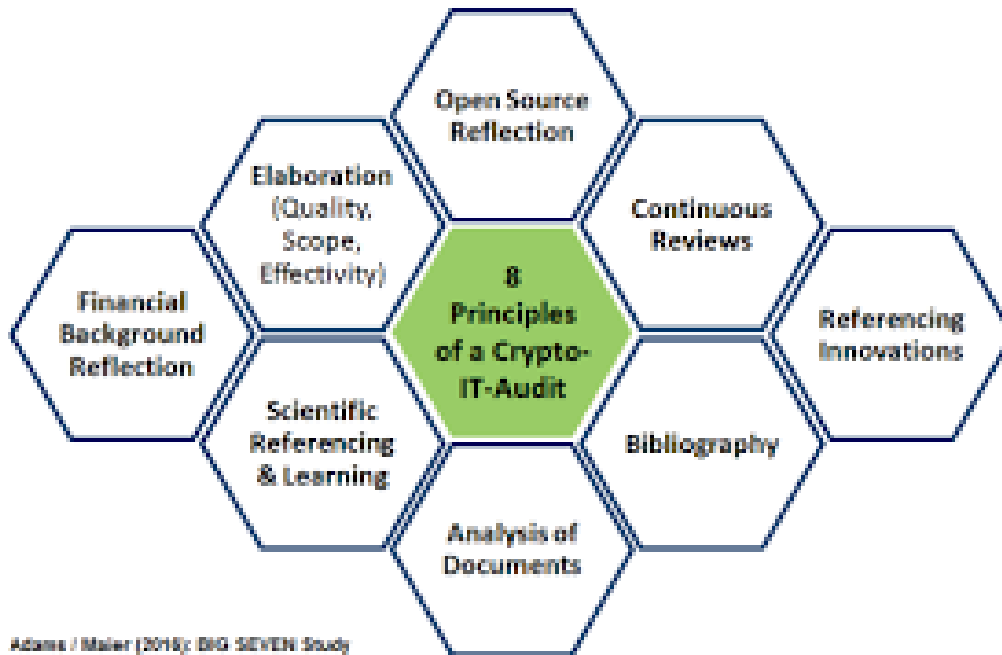 Open Source
Reflection
Elaboration
(Quality,
Scope,
Effectivity)
Continuous
Reviews
Financial
Background
Reflection
8
Principles
of a Crypto-
IT-Audit
Referencing
Innovations
Scientific
Referencing
& Learning
Bibliography
Analysis of
Documents
Adams / Maier (2016): BIG SEVEN Study